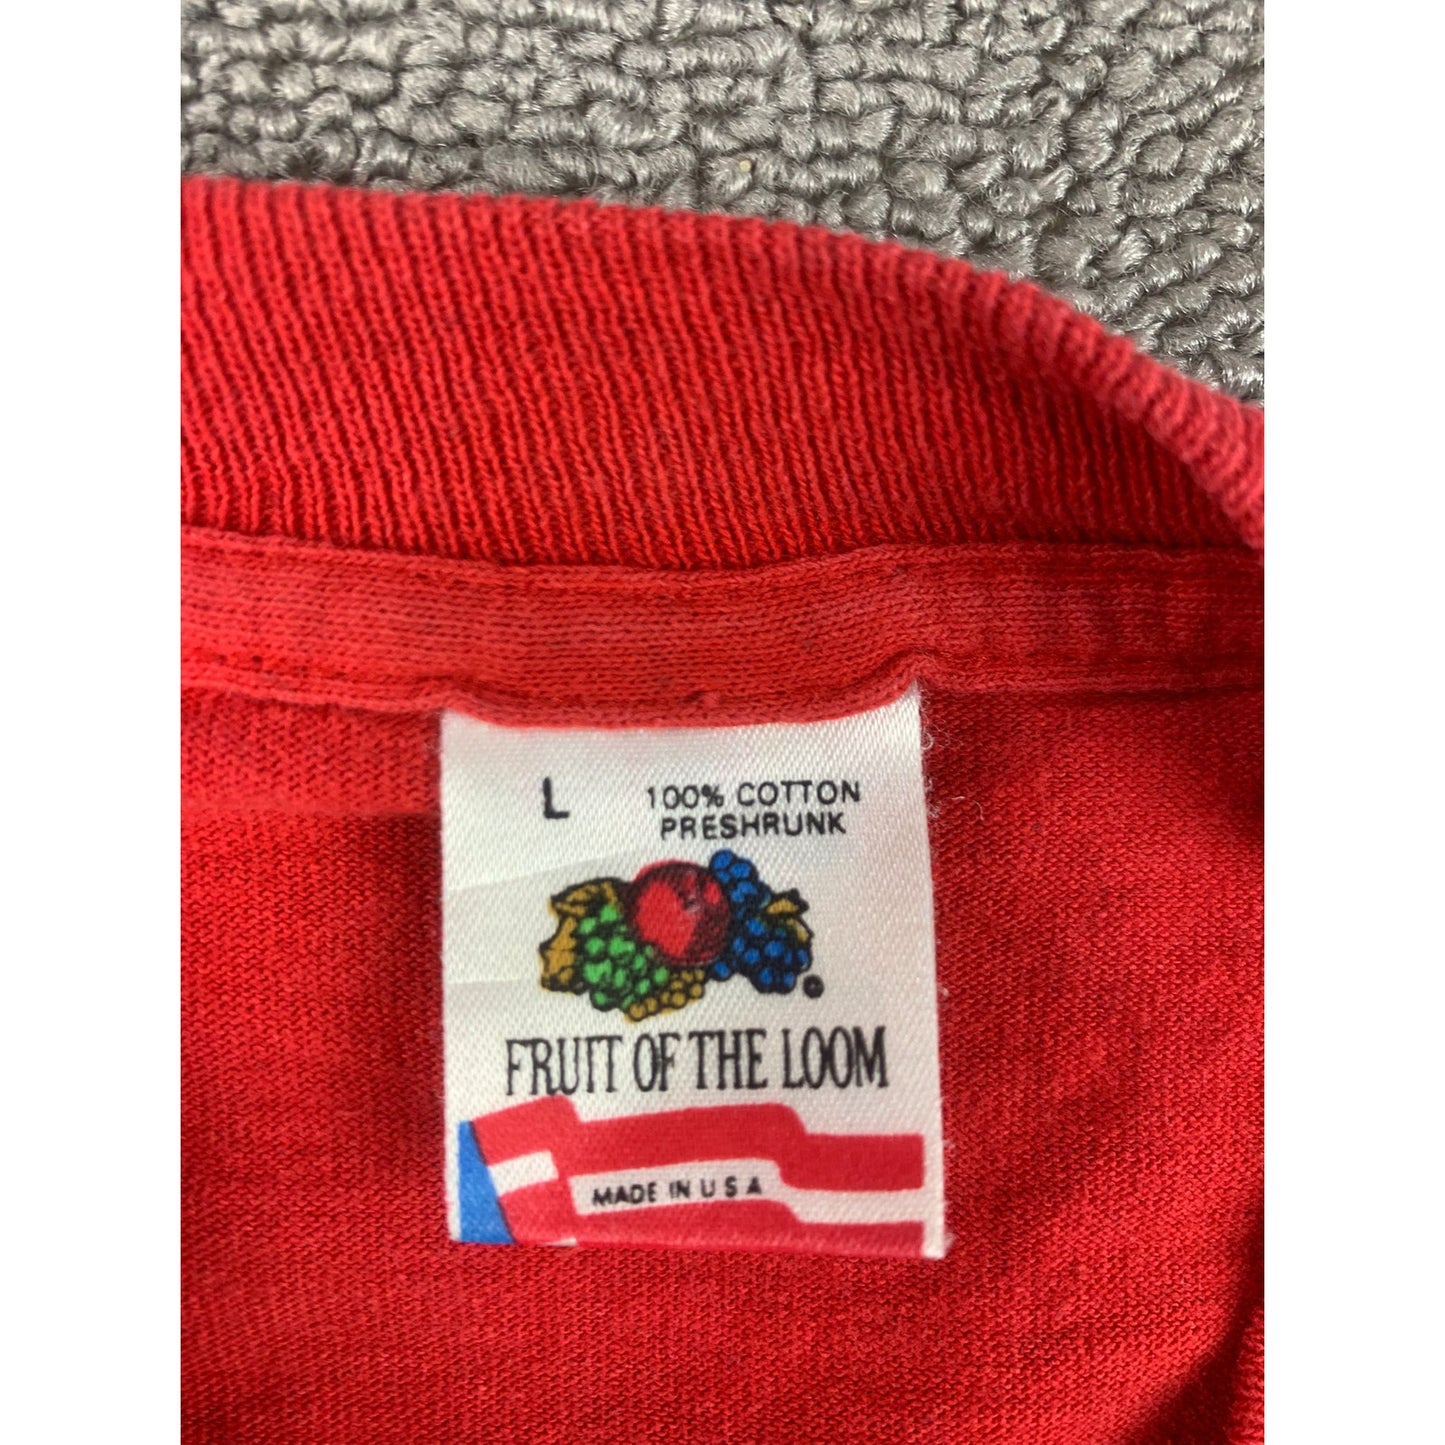 L
100% COTTON
PRESHRUNK
FRUIT OF THE LOOM
MADE IN U S A